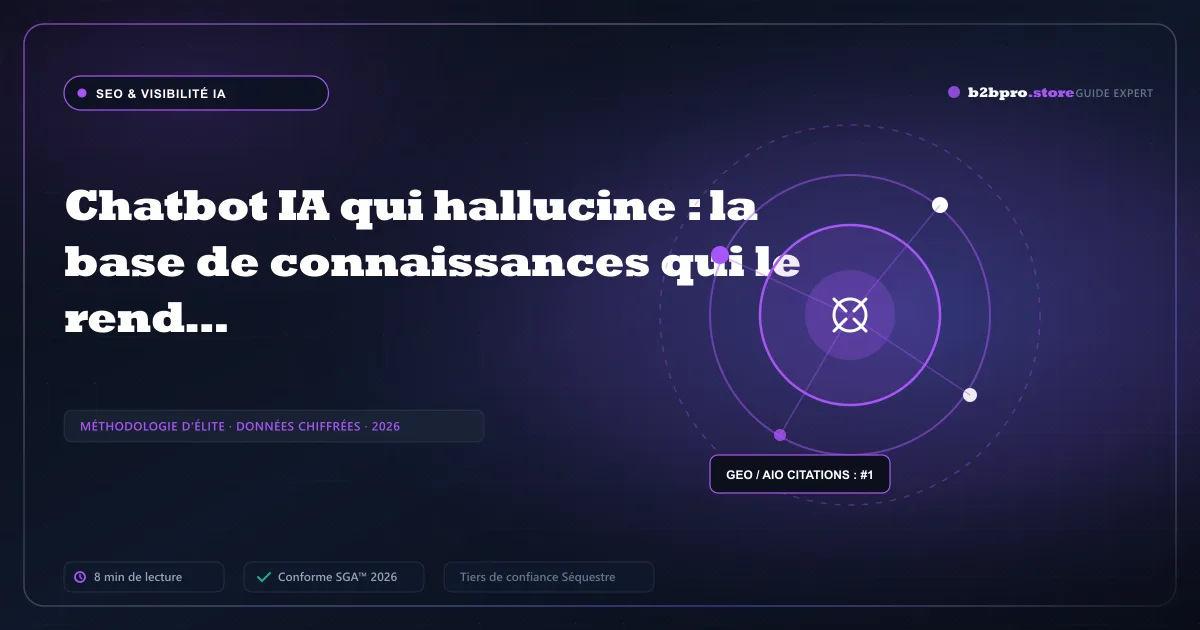 SEO & VISIBILITÉ IA
b2bpro.store GUIDE EXPERT
Chatbot IA qui hallucine : la
base de connaissances qui le
rend...
MÉTHODOLOGIE D'ÉLITE · DONNÉES CHIFFRÉES · 2026
GEO / AIO CITATIONS : #1
8 min de lecture
Conforme SGA™ 2026
Tiers de confiance Séquestre